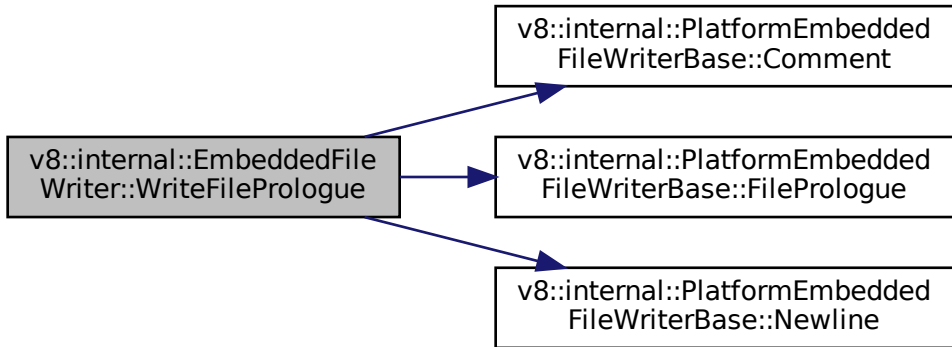 v8::internal::EmbeddedFile
Writer::WriteFilePrologue
v8::internal::PlatformEmbedded
FileWriterBase::Comment
v8::internal::PlatformEmbedded
FileWriterBase::FilePrologue
v8::internal::PlatformEmbedded
FileWriterBase::Newline